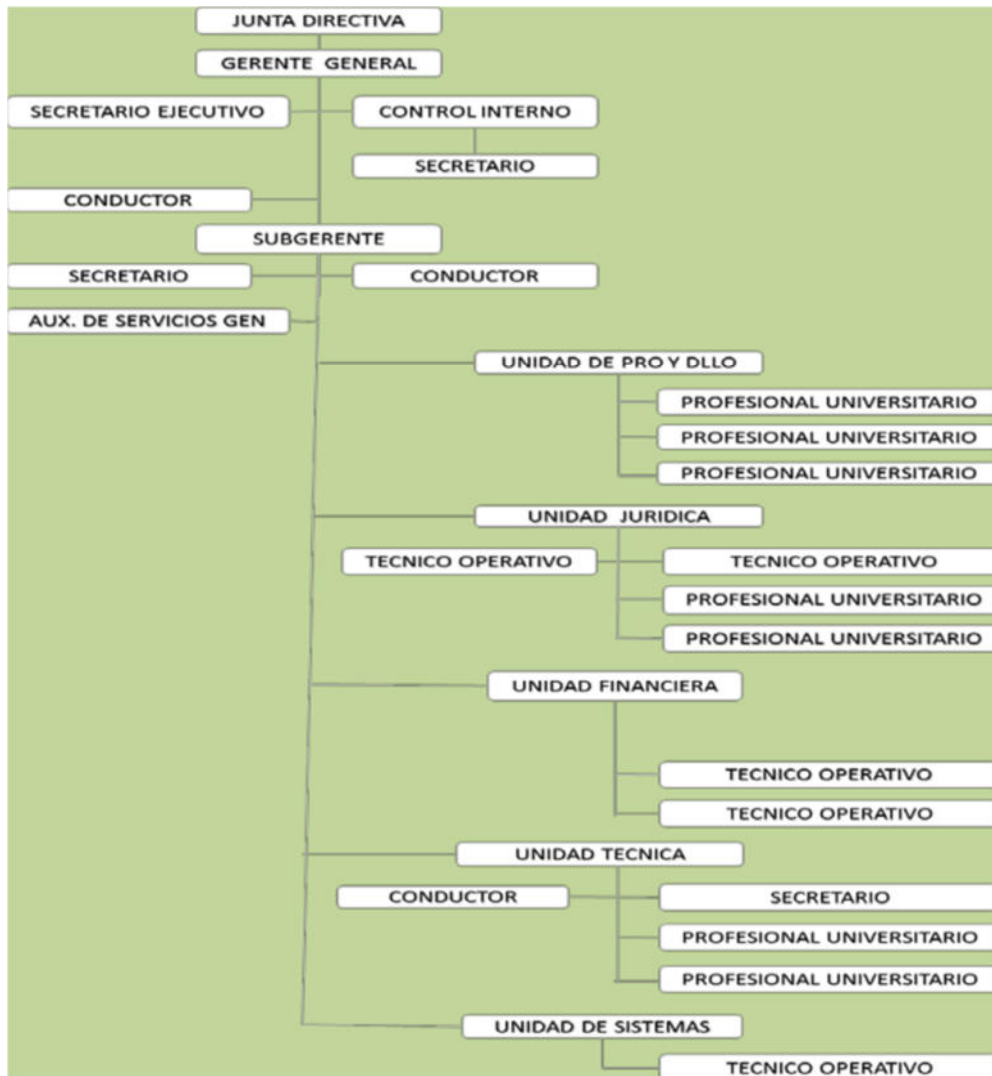 JUNTA DIRECTIVA
GERENTE GENERAL
SECRETARIO EJECUTIVO
CONTROL INTERNO
SECRETARIO
CONDUCTOR
SUBGERENTE
SECRETARIO
CONDUCTOR
AUX. DE SERVICIOS GEN
UNIDAD DE PRO Y DLLO
PROFESIONAL UNIVERSITARIO
PROFESIONAL UNIVERSITARIO
PROFESIONAL UNIVERSITARIO
UNIDAD JURIDICA
TECNICO OPERATIVO
TECNICO OPERATIVO
PROFESIONAL UNIVERSITARIO
PROFESIONAL UNIVERSITARIO
UNIDAD FINANCIERA
TECNICO OPERATIVO
TECNICO OPERATIVO
UNIDAD TECNICA
CONDUCTOR
SECRETARIO
PROFESIONAL UNIVERSITARIO
PROFESIONAL UNIVERSITARIO
UNIDAD DE SISTEMAS
TECNICO OPERATIVO